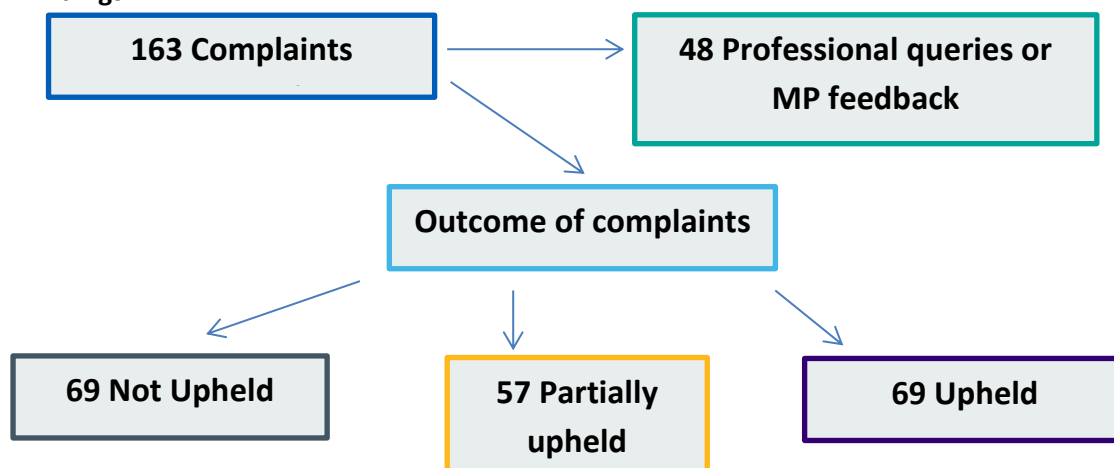 163 Complaints
48 Professional queries or
MP feedback
Outcome of complaints
69 Not Upheld
57 Partially
upheld
69 Upheld